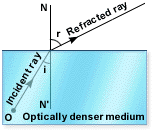 N
r
Refracted ray
Incident ray
i
N'
O
Optically denser medium